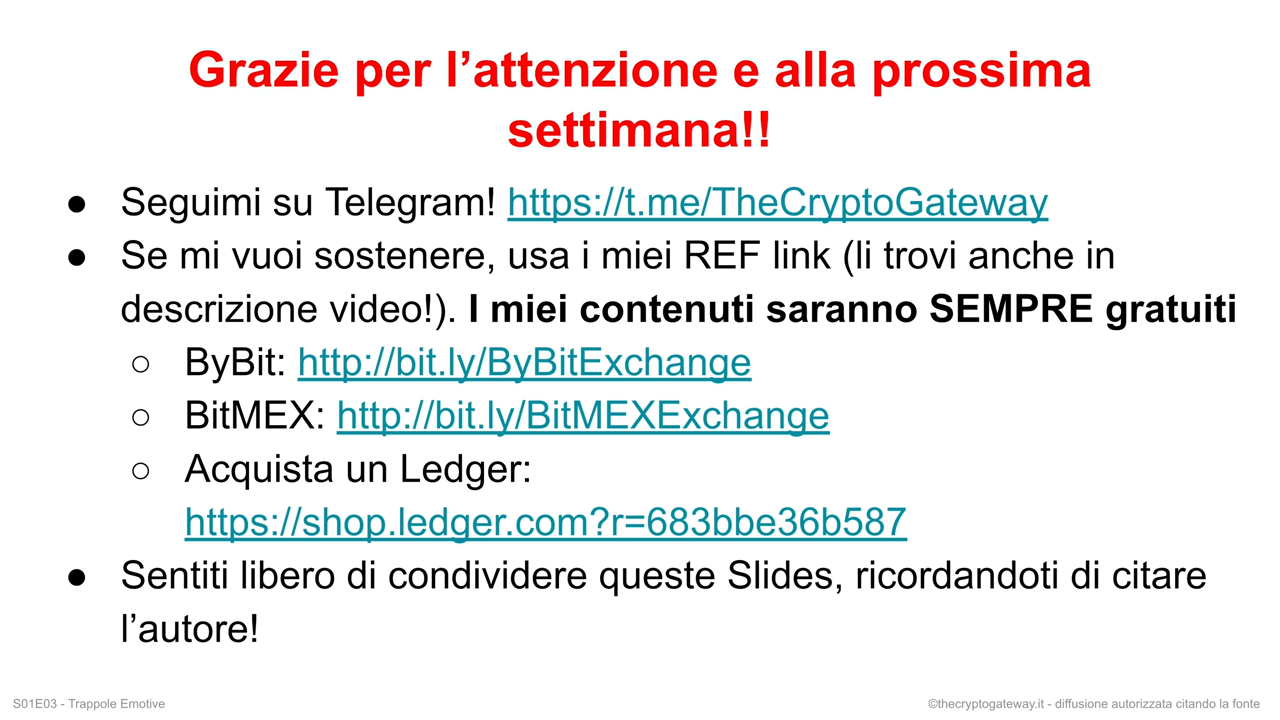 Grazie per l’attenzione e alla prossima
settimana!!
● Seguimi su Telegram! https://t.me/TheCryptoGateway
● Se mi vuoi sostenere, usa i miei REF link (li trovi anche in
descrizione video!). I miei contenuti saranno SEMPRE gratuiti
○ ByBit: http://bit.ly/ByBitExchange
○ BitMEX: http://bit.ly/BitMEXExchange
○ Acquista un Ledger:
https://shop.ledger.com?r=683bbe36b587
● Sentiti libero di condividere queste Slides, ricordandoti di citare
l’autore!
S01E03 - Trappole Emotive
©thecryptogateway.it - diffusione autorizzata citando la fonte